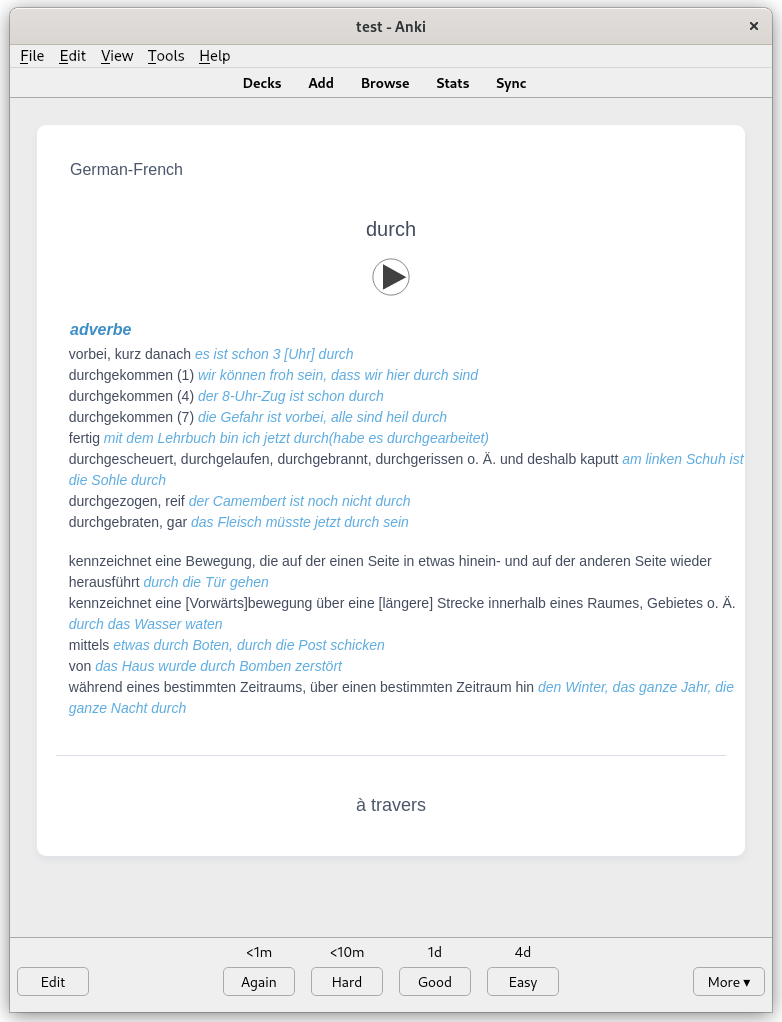 test - Anki
×
File Edit View Tools Help
Decks Add Browse Stats Sync
German-French
durch
adverbe
vorbei, kurz danach es ist schon 3 [Uhr] durch
durchgekommen (1) wir können froh sein, dass wir hier durch sind
durchgekommen (4) der 8-Uhr-Zug ist schon durch
durchgekommen (7) die Gefahr ist vorbei, alle sind heil durch
fertig mit dem Lehrbuch bin ich jetzt durch(habe es durchgearbeitet)
durchgescheuert, durchgelaufen, durchgebrannt, durchgerissen o. Ä. und deshalb kaputt am linken Schuh ist
die Sohle durch
durchgezogen, reif der Camembert ist noch nicht durch
durchgebraten, gar das Fleisch müsste jetzt durch sein
kennzeichnet eine Bewegung, die auf der einen Seite in etwas hinein- und auf der anderen Seite wieder
herausführt durch die Tür gehen
kennzeichnet eine [Vorwärts]bewegung über eine [längere] Strecke innerhalb eines Raumes, Gebietes o. Ä.
durch das Wasser waten
mittels etwas durch Boten, durch die Post schicken
von das Haus wurde durch Bomben zerstört
während eines bestimmten Zeitraums, über einen bestimmten Zeitraum hin den Winter, das ganze Jahr, die
ganze Nacht durch
à travers
<1m <10m 1d 4d
Edit Again Hard Good Easy More ▾